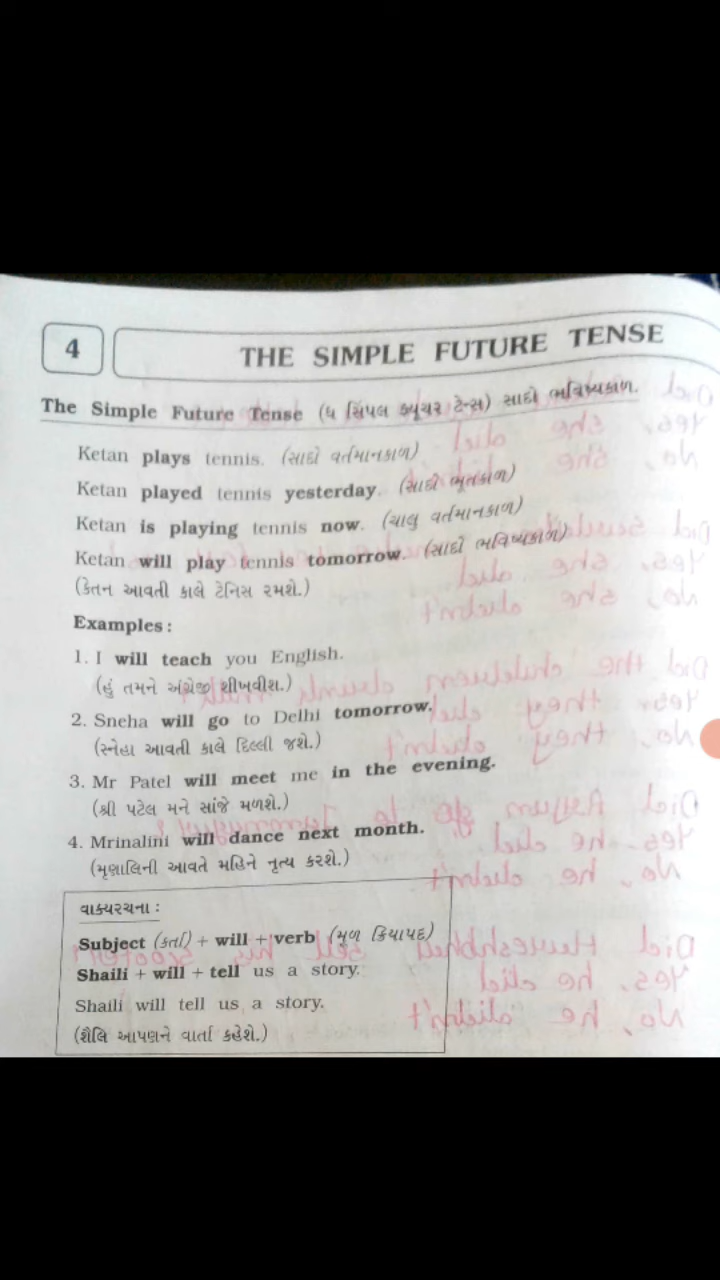 4
THE SIMPLE FUTURE TENSE
The Simple Future Tense (ધ સિંપલ ફ્યૂચર ટેન્સ) સાદો ભવિષ્યકાળ.
Ketan plays tennis. (સાદો વર્તમાનકાળ)
Ketan played tennis yesterday. (સાદો ભૂતકાળ)
Ketan is playing tennis now. (ચાલુ વર્તમાનકાળ)
Ketan will play tennis tomorrow. (સાદો ભવિષ્યકાળ)
(કેતન આવતી કાલે ટેનિસ રમશે.)
Examples :
1. I will teach you English.
(હું તમને અંગ્રેજી શીખવીશ.)
2. Sneha will go to Delhi tomorrow.
(સ્નેહા આવતી કાલે દિલ્લી જશે.)
3. Mr Patel will meet me in the evening.
(શ્રી પટેલ મને સાંજે મળશે.)
4. Mrinalini will dance next month.
(મૃણાલિની આવતે મહિને નૃત્ય કરશે.)
વાક્યરચના :
Subject (કર્તા) + will + verb (મૂળ ક્રિયાપદ)
Shaili + will + tell us a story.
Shaili will tell us a story.
(શૈલિ આપણને વાર્તા કહેશે.)